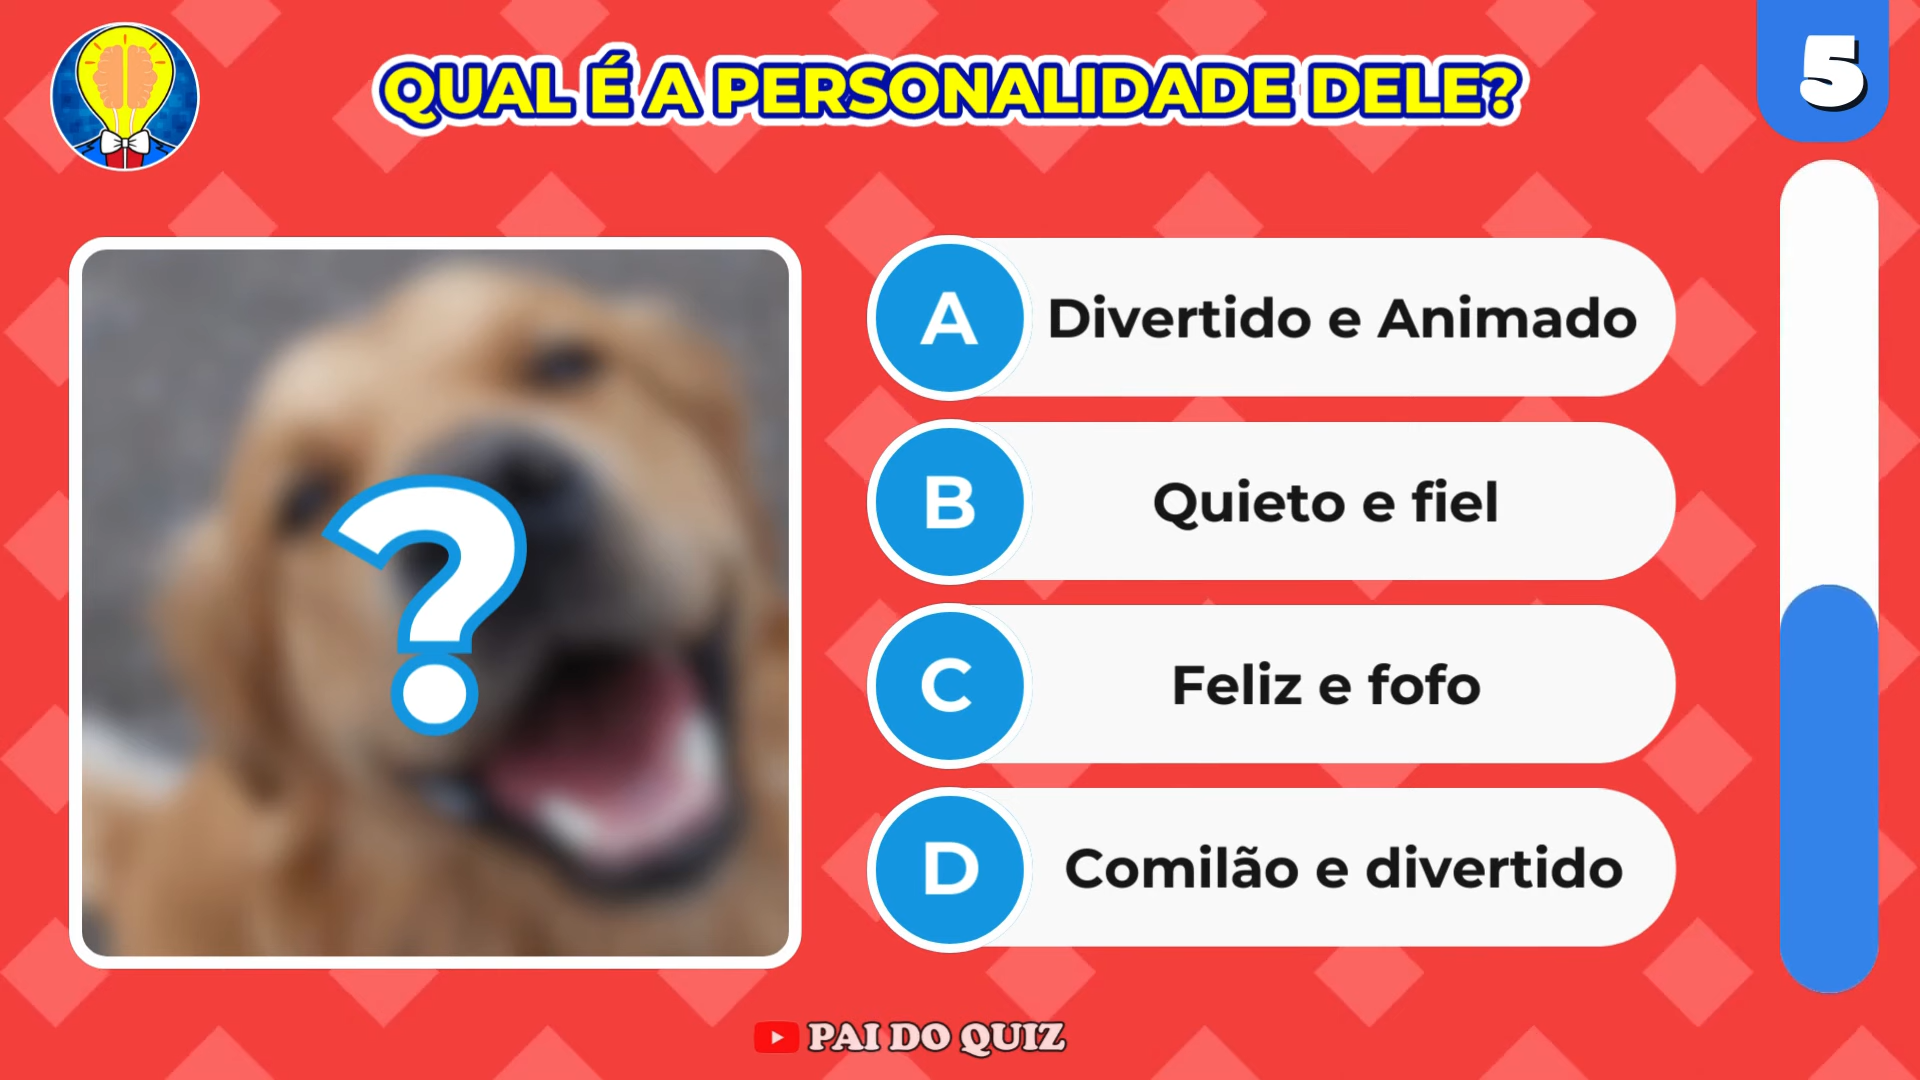 QUAL É A PERSONALIDADE DELE?
5
?
A Divertido e Animado
B Quieto e fiel
C Feliz e fofo
D Comilão e divertido
PAI DO QUIZ